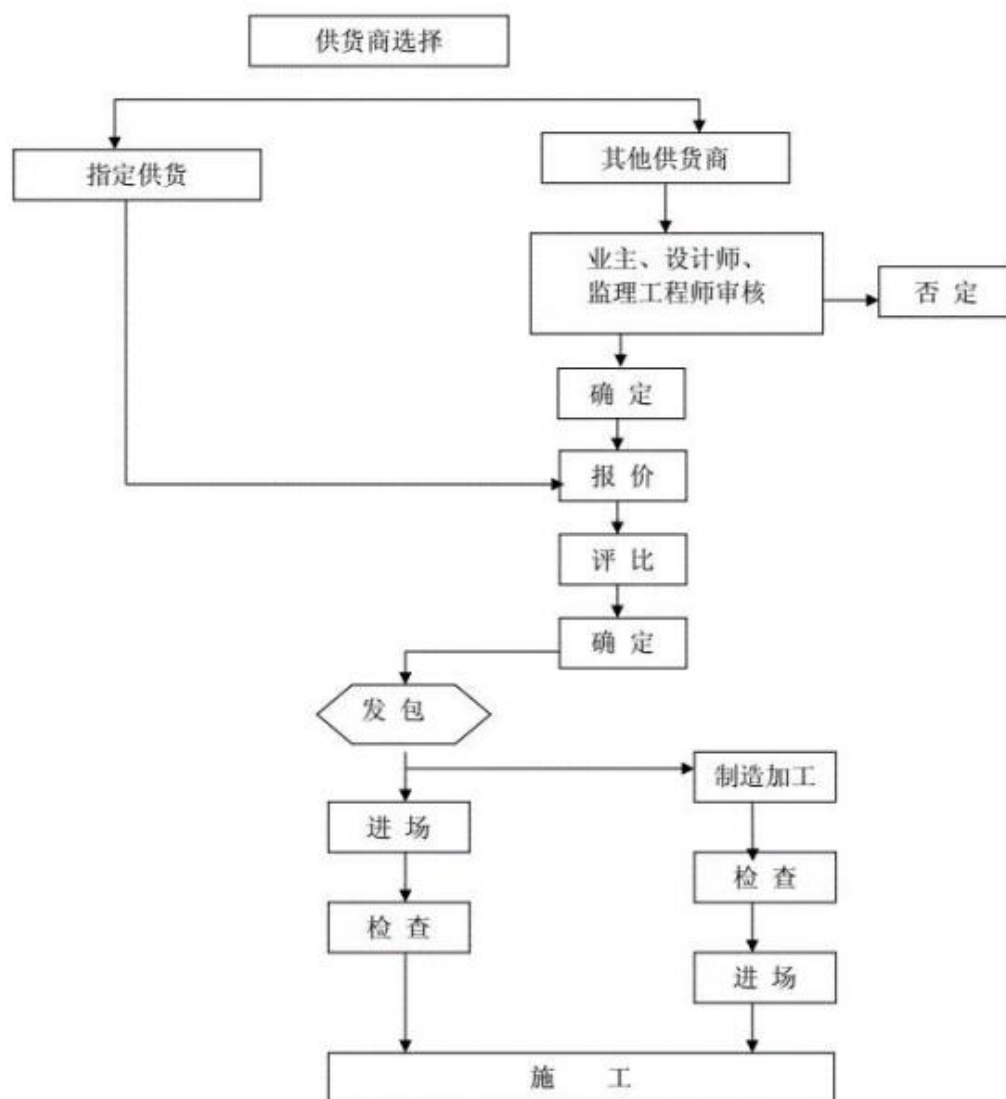 供货商选择
指定供货
其他供货商
业主、设计师、
监理工程师审核
否 定
确 定
报 价
评 比
确 定
发 包
制造加工
进 场
检 查
检 查
进 场
施 工